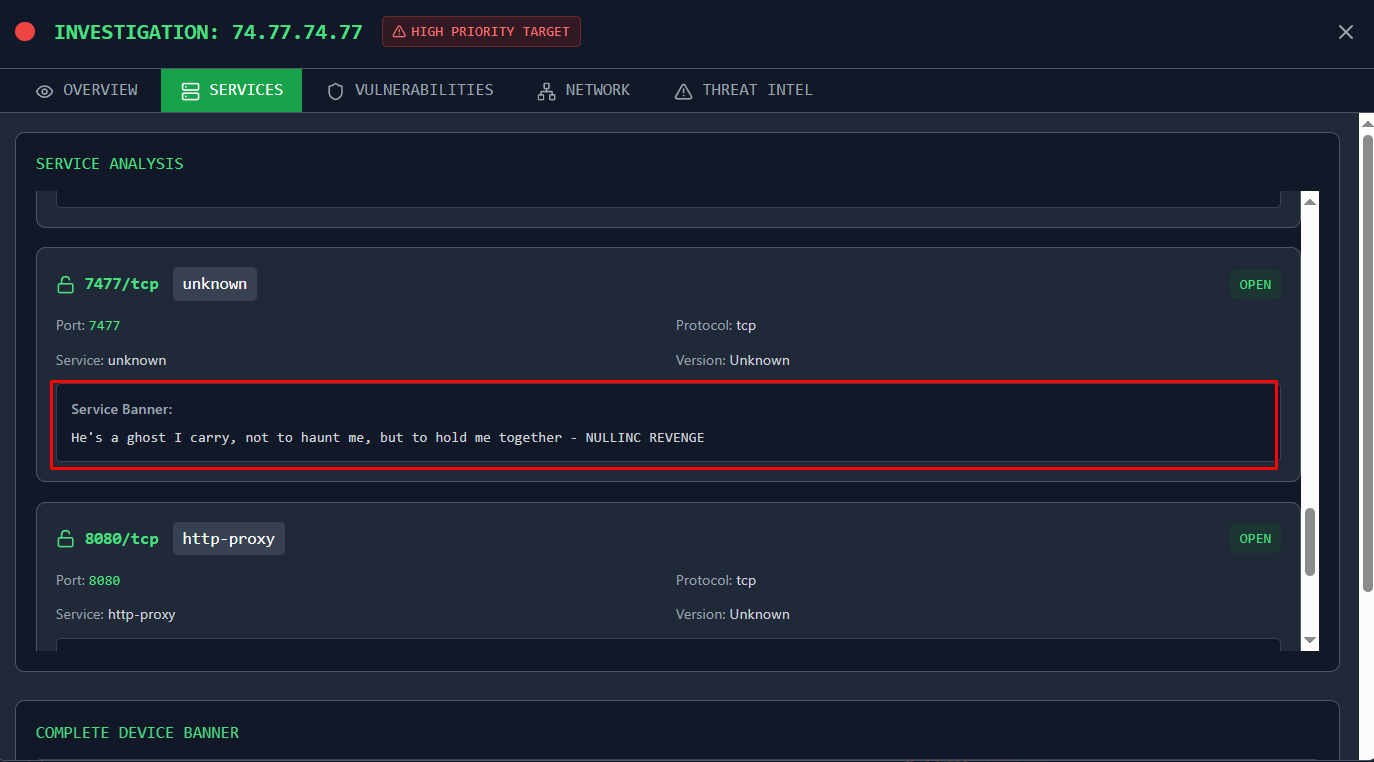 INVESTIGATION: 74.77.74.77
HIGH PRIORITY TARGET
OVERVIEW
SERVICES
VULNERABILITIES
NETWORK
THREAT INTEL
SERVICE ANALYSIS
7477/tcp unknown
OPEN
Port: 7477
Protocol: tcp
Service: unknown
Version: Unknown
Service Banner:
He's a ghost I carry, not to haunt me, but to hold me together - NULLINC REVENGE
8080/tcp http-proxy
OPEN
Port: 8080
Protocol: tcp
Service: http-proxy
Version: Unknown
COMPLETE DEVICE BANNER